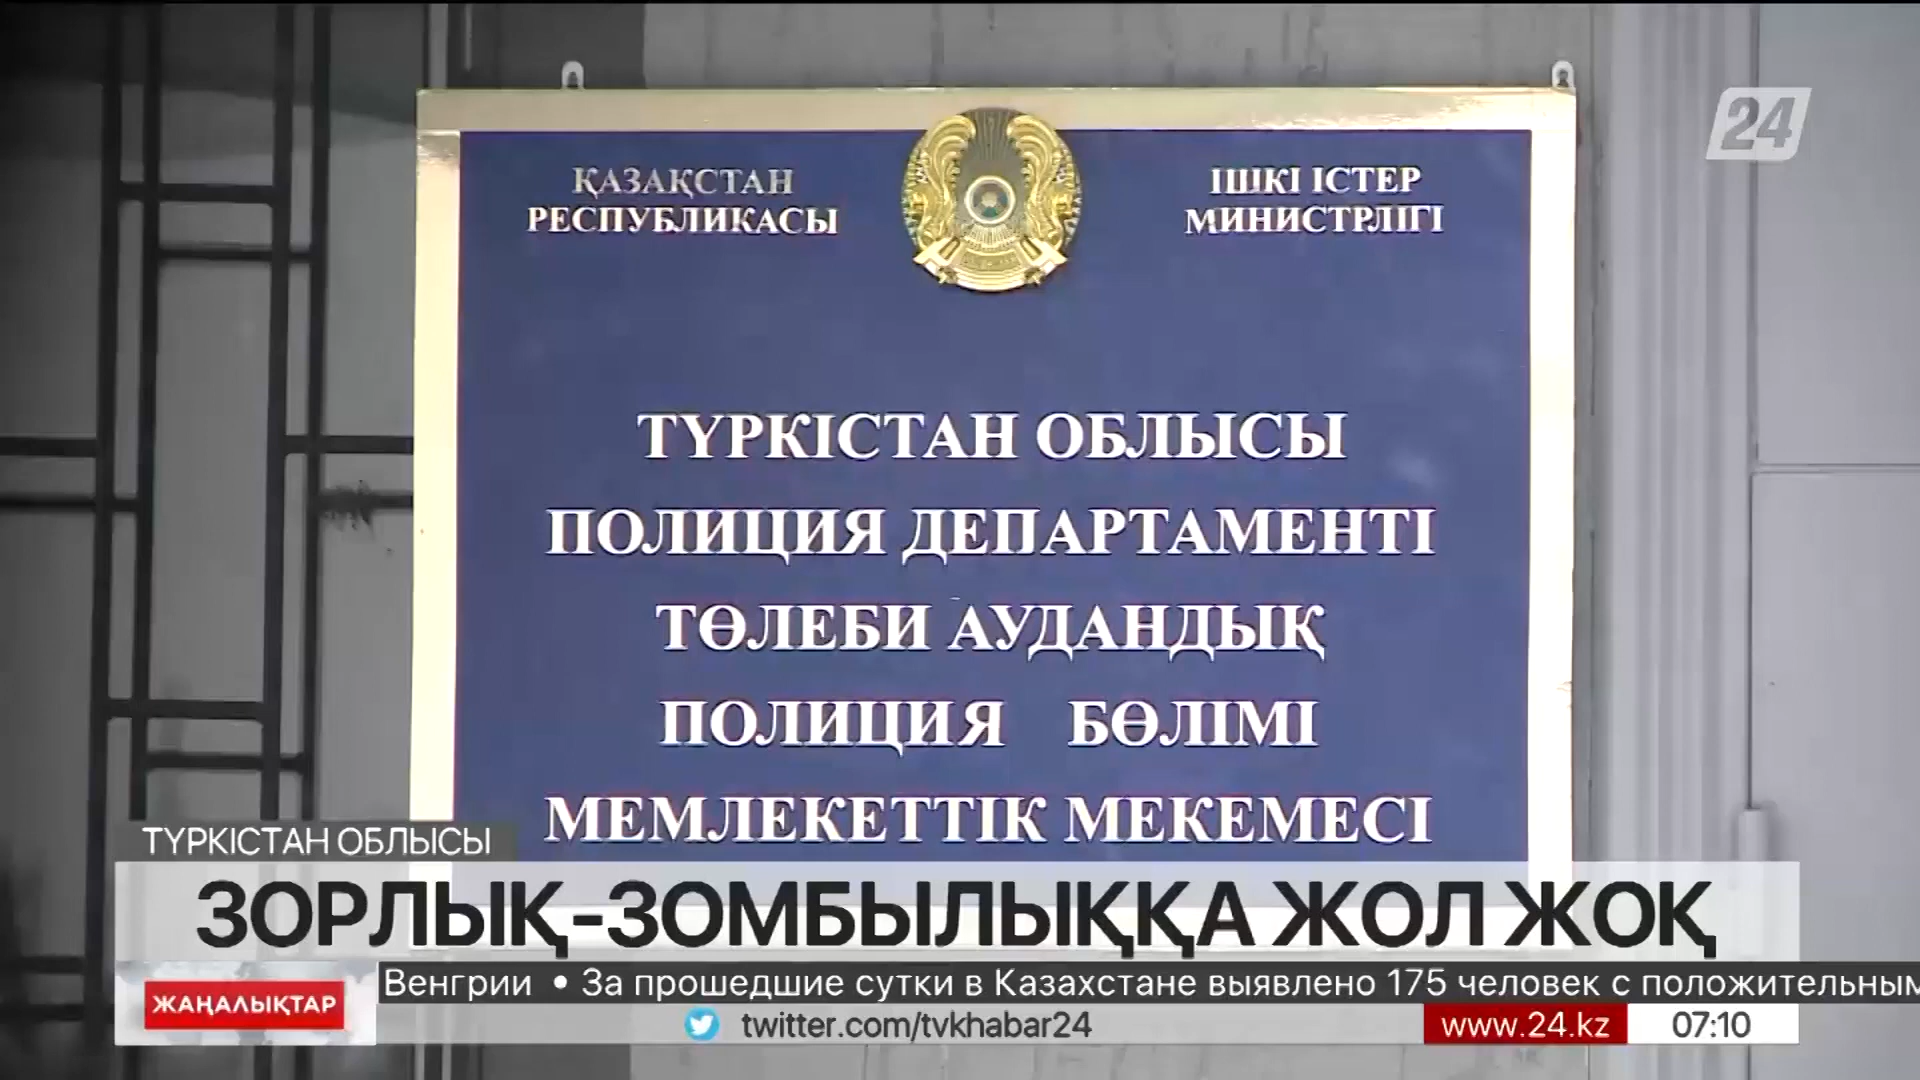 24
ҚАЗАҚСТАН
РЕСПУБЛИКАСЫ
ІШКІ ІСТЕР
МИНИСТРЛІГІ
ТҮРКІСТАН ОБЛЫСЫ
ПОЛИЦИЯ ДЕПАРТАМЕНТІ
ТӨЛЕБИ АУДАНДЫҚ
ПОЛИЦИЯ БӨЛІМІ
МЕМЛЕКЕТТІК МЕКЕМЕСІ
ТҮРКІСТАН ОБЛЫСЫ
ЗОРЛЫҚ-ЗОМБЫЛЫҚҚА ЖОЛ ЖОҚ
ЖАҢАЛЫҚТАР
Венгрии • За прошедшие сутки в Казахстане выявлено 175 человек с положительным
twitter.com/tvkhabar24
www.24.kz
07:10